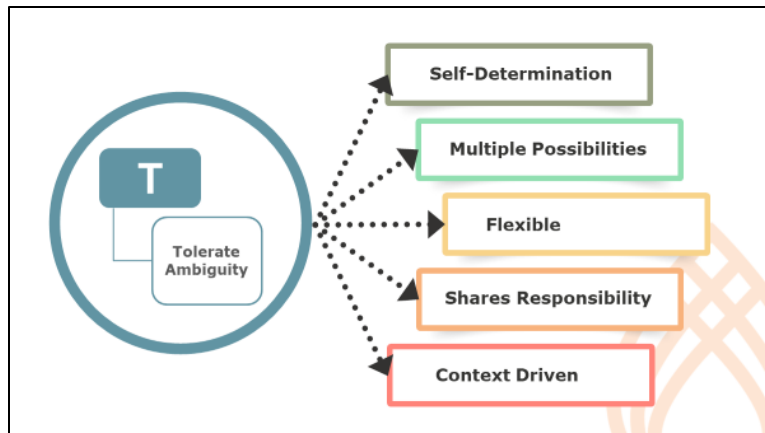 T
Tolerate
Ambiguity
Self-Determination
Multiple Possibilities
Flexible
Shares Responsibility
Context Driven